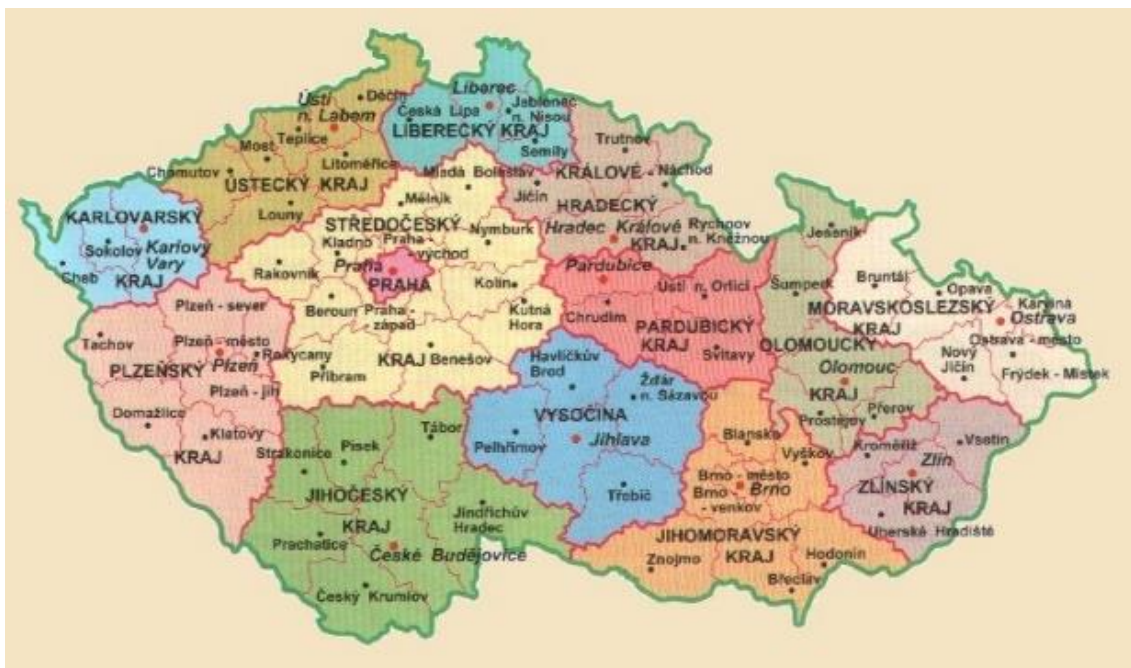 Ústí
n. Labem
Děčín
Teplice
Most
Chomutov
Litoměřice
ÚSTECKÝ KRAJ
Louny
Liberec
Česká Lípa
Jablonec
n. Nisou
LIBERECKÝ KRAJ
Semily
Trutnov
KRÁLOVÉ -
Náchod
Jičín
HRADECKÝ
Hradec Králové
Rychnov
n. Kněžnou
KRAJ
KARLOVARSKÝ
Sokolov
Karlovy
Vary
Cheb
KRAJ
Mladá Boleslav
Mělník
STŘEDOČESKÝ
Nymburk
Kladno
Praha -
východ
Rakovník
Praha
PRAHA
Kolín
Beroun
Praha -
západ
Kutná
Hora
KRAJ
Benešov
Příbram
Plzeň - sever
Tachov
Plzeň - město
Rokycany
Plzeň
PLZEŇSKÝ
Plzeň - jih
Domažlice
Klatovy
KRAJ
Pardubice
Ústí n. Orlicí
Chrudim
PARDUBICKÝ
KRAJ
Svitavy
Jeseník
Šumperk
OLOMOUCKÝ
Olomouc
KRAJ
Prostějov
Přerov
Bruntál
Opava
Karviná
MORAVSKOSLEZSKÝ
Ostrava
KRAJ
Ostrava - město
Nový
Jičín
Frýdek - Místek
Havlíčkův
Brod
Žďár
n. Sázavou
VYSOČINA
Pelhřimov
Jihlava
Třebíč
Tábor
Písek
Strakonice
JIHOČESKÝ
Jindřichův
Hradec
KRAJ
Prachatice
České Budějovice
Český Krumlov
Blansko
Vyškov
Brno - město
Brno
Brno
- venkov
JIHOMORAVSKÝ
KRAJ
Znojmo
Hodonín
Břeclav
Kroměříž
Vsetín
Zlín
ZLÍNSKÝ
KRAJ
Uherské Hradiště